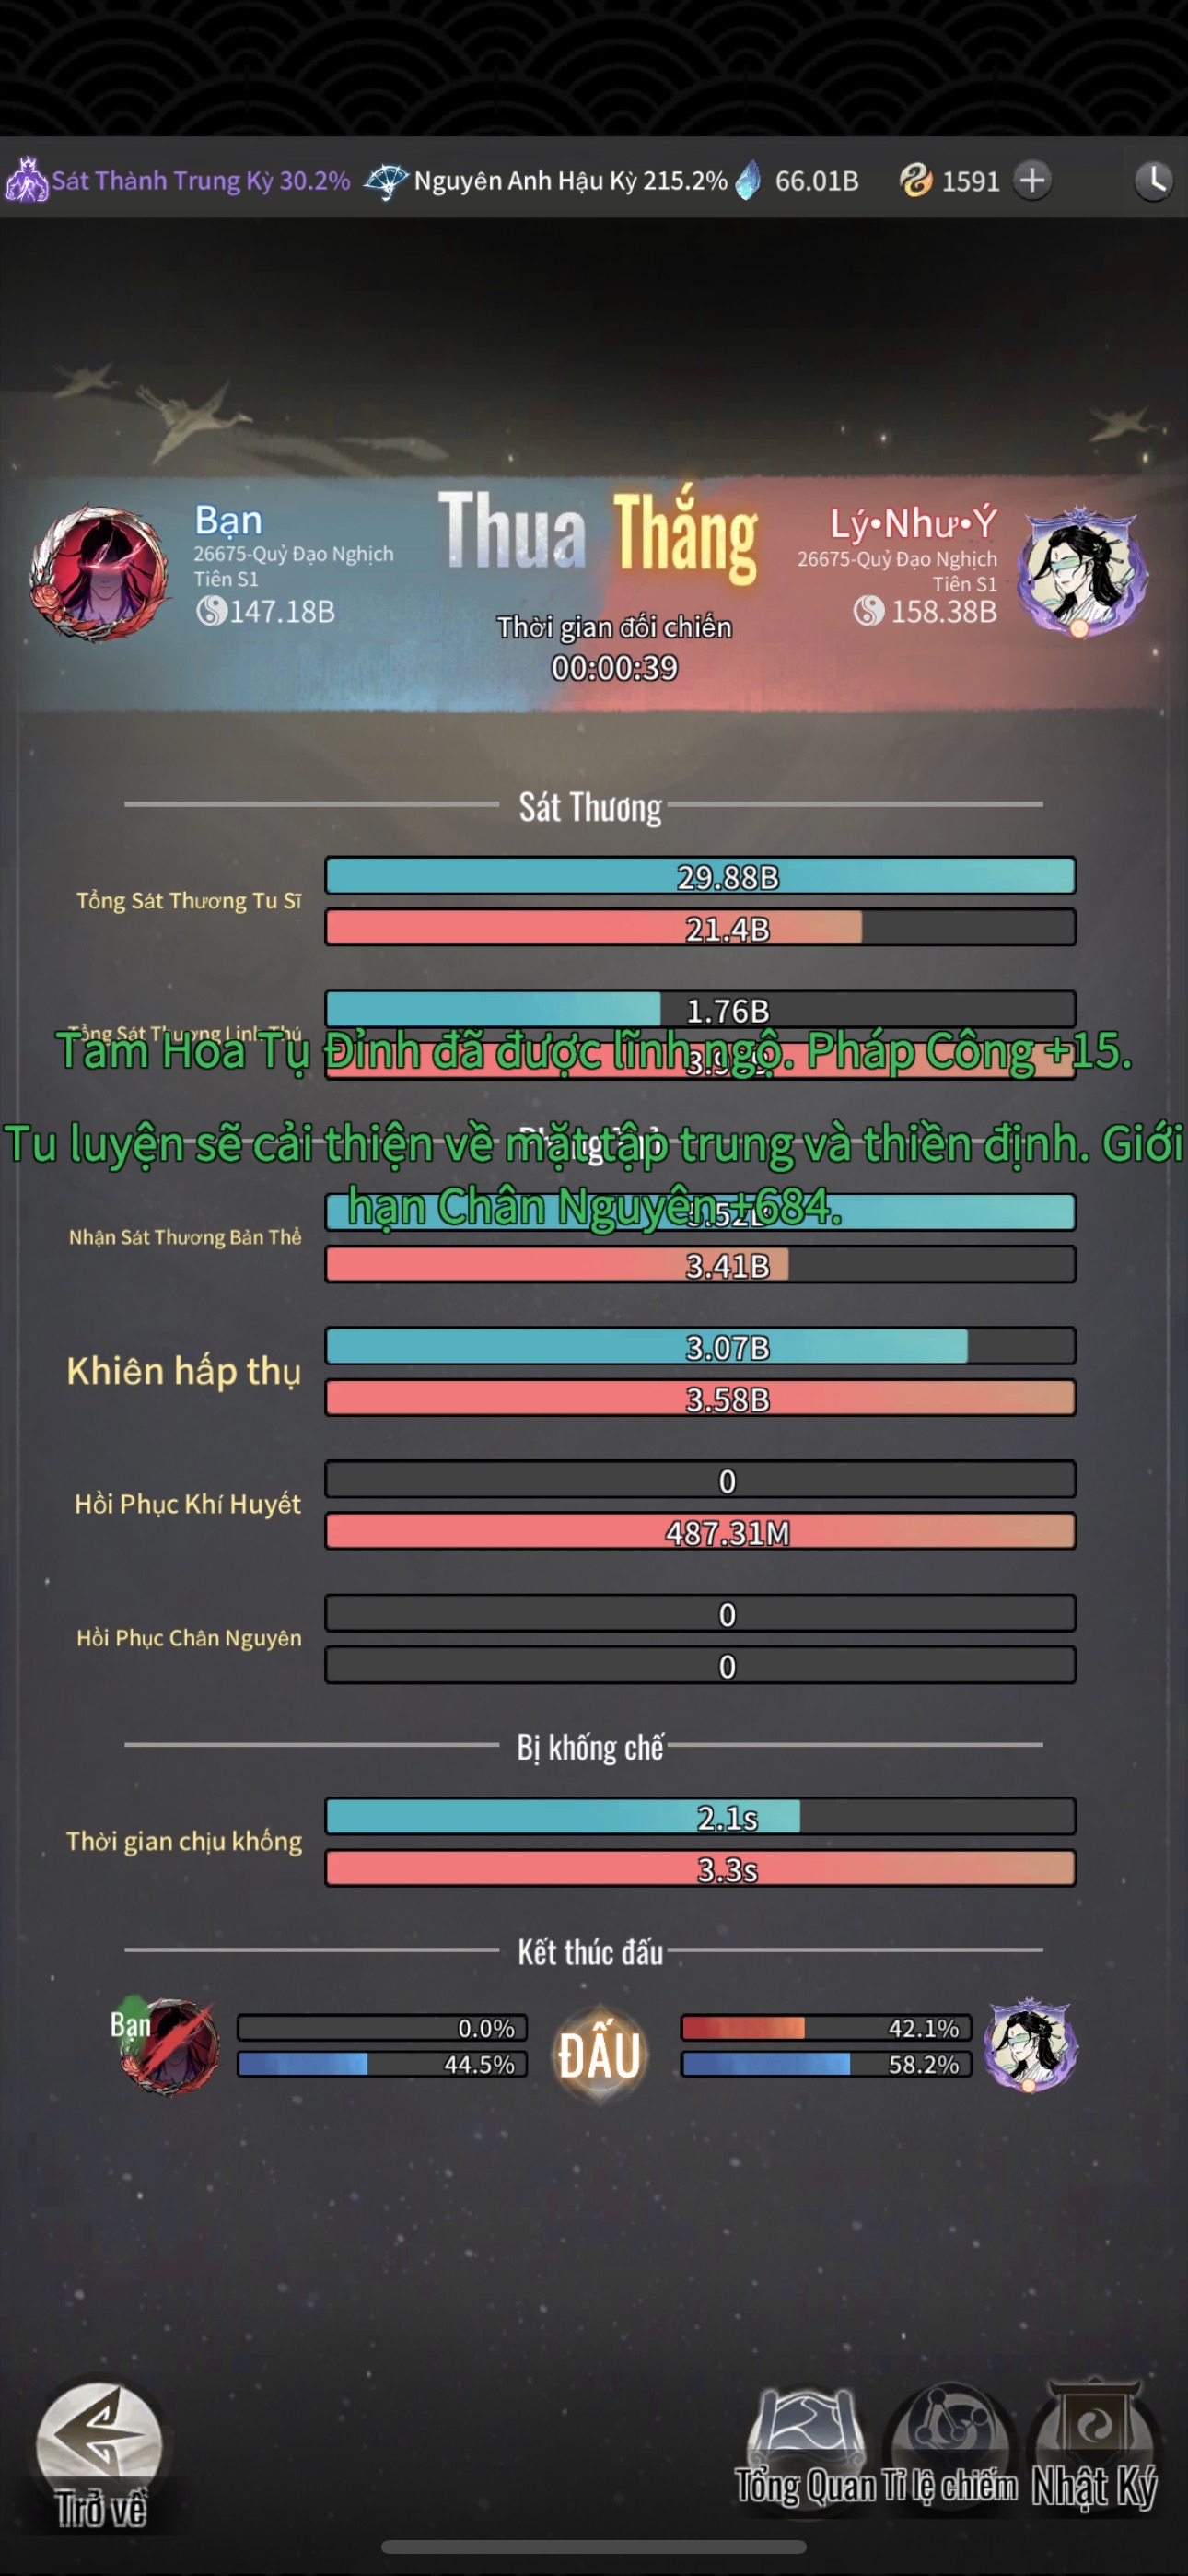 Sát Thành Trung Kỳ 30.2% Nguyên Anh Hậu Kỳ 215.2% 66.01B 1591
Thua Thắng
Bạn
26675-Quỷ Đạo Nghịch
Tiên S1
147.18B
Lý•Như•Ý
26675-Quỷ Đạo Nghịch
Tiên S1
158.38B
Thời gian đối chiến
00:00:39
Sát Thương
Tổng Sát Thương Tu Sĩ
29.88B
21.4B
Tổng Sát Thương Linh Thú
1.76B
Tam Hoa Tụ Đỉnh đã được lĩnh ngộ. Pháp Công +15.
Tu luyện sẽ cải thiện về mặt tập trung và thiền định. Giới
hạn Chân Nguyên +684.
Nhận Sát Thương Bản Thể
3.41B
Khiên hấp thụ
3.07B
3.58B
Hồi Phục Khí Huyết
0
487.31M
Hồi Phục Chân Nguyên
0
0
Bị khống chế
Thời gian chịu khống
2.1s
3.3s
Kết thúc đấu
Bạn
0.0%
44.5%
ĐẤU
42.1%
58.2%
Trở về
Tổng Quan Tỉ lệ chiếm Nhật Ký